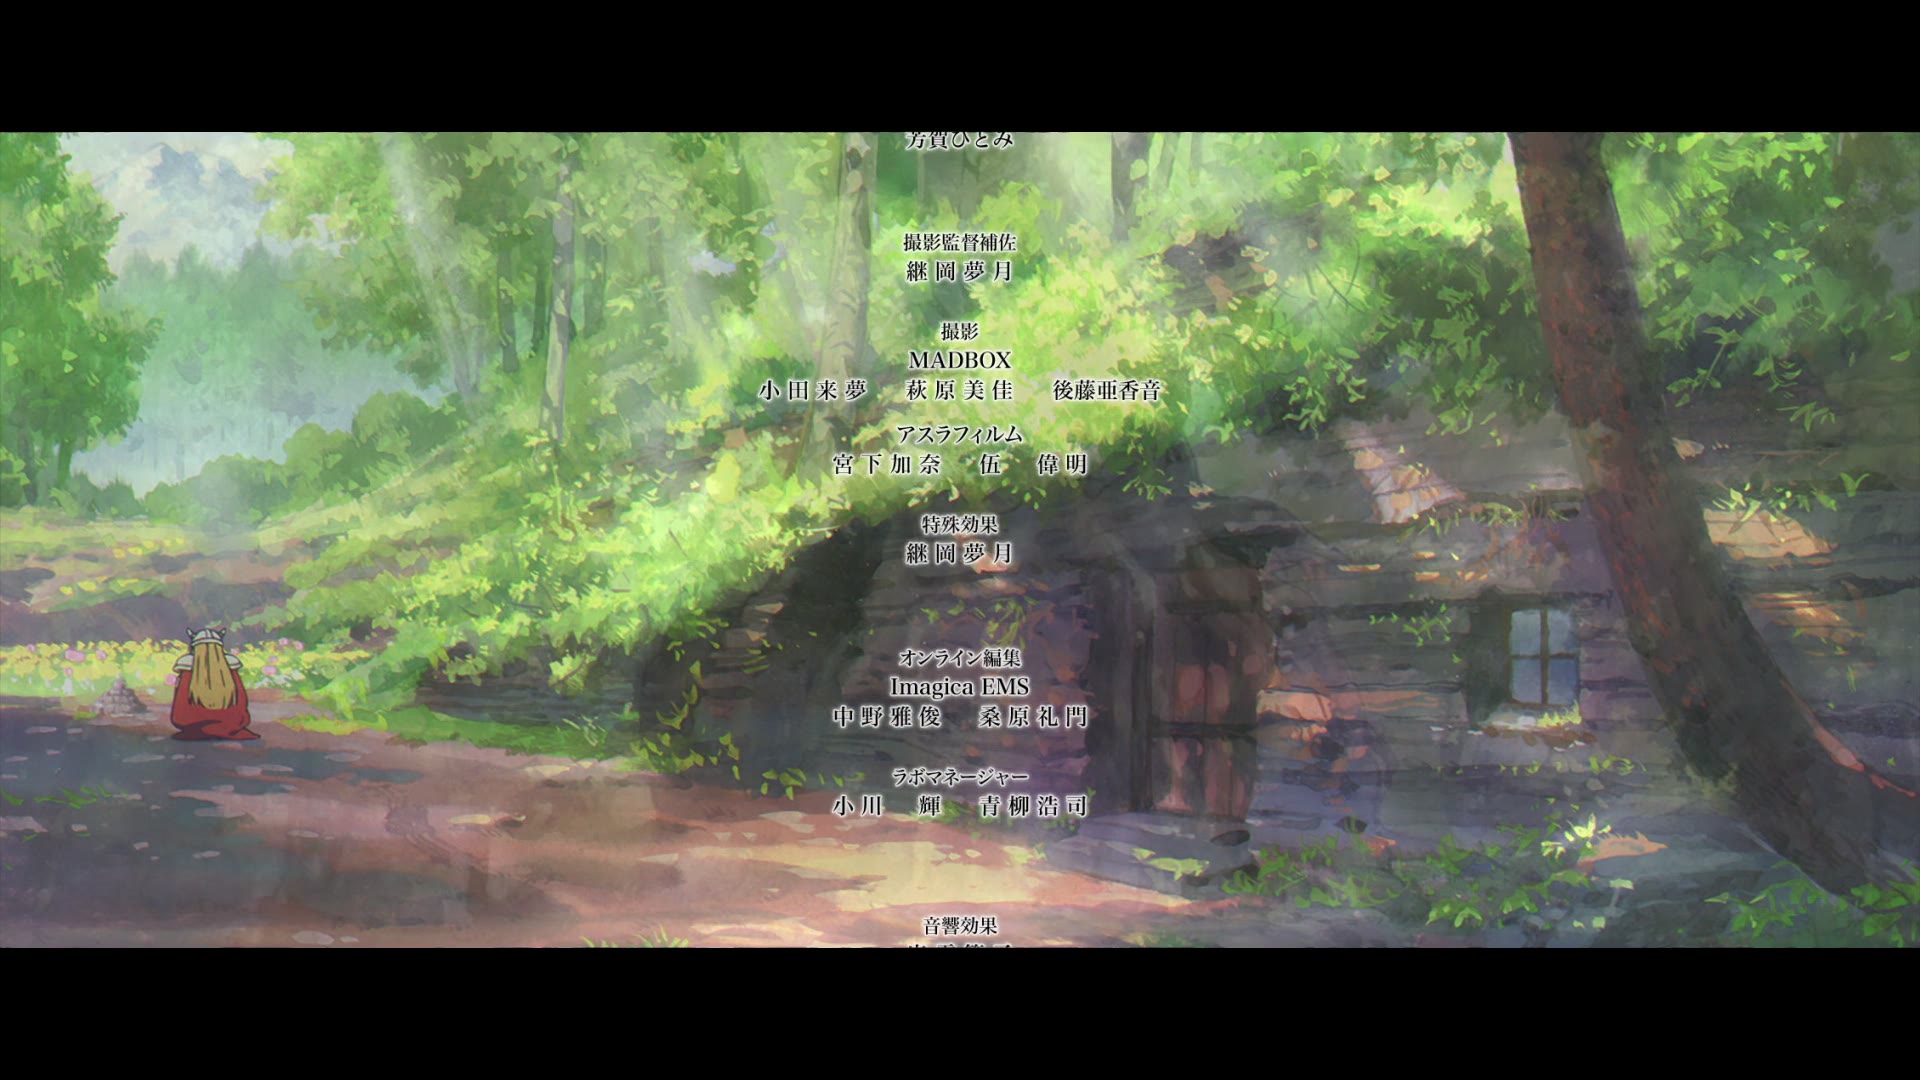 芳賀ひとみ
撮影監督補佐
継岡夢月
撮影
MADBOX
小田来夢　萩原美佳　後藤亜香音
アスラフィルム
宮下加奈　伍　偉明
特殊効果
継岡夢月
オンライン編集
Imagica EMS
中野雅俊　桑原礼門
ラボマネージャー
小川　輝　青柳浩司
音響効果